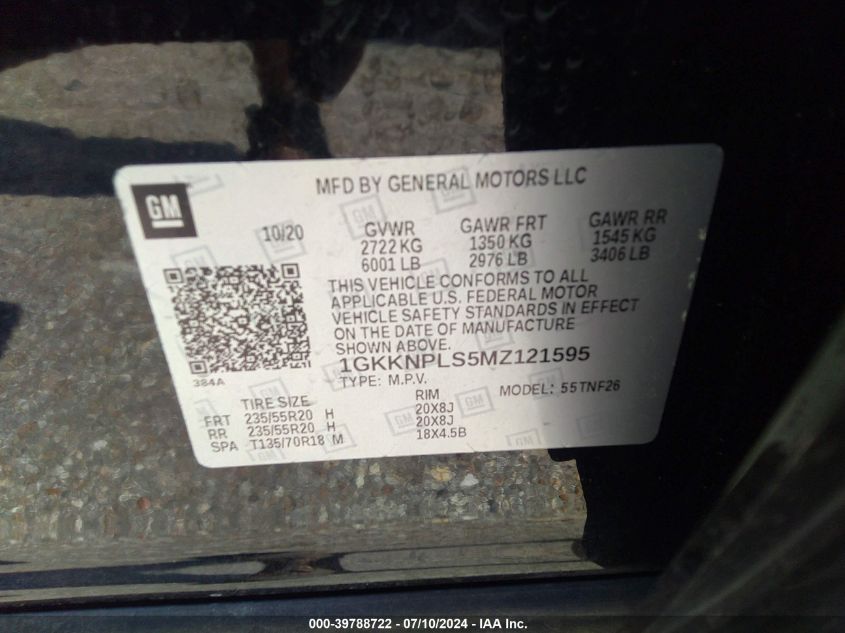 GM
MFD BY GENERAL MOTORS LLC
10/20
GVWR
2722 KG
6001 LB
GAWR FRT
1350 KG
2976 LB
GAWR RR
1545 KG
3406 LB
THIS VEHICLE CONFORMS TO ALL
APPLICABLE U.S. FEDERAL MOTOR
VEHICLE SAFETY STANDARDS IN EFFECT
ON THE DATE OF MANUFACTURE
SHOWN ABOVE.
1GKKNPLS5MZ121595
TYPE: M.P.V.
MODEL: 55TNF26
384A
TIRE SIZE
RIM
FRT 235/55R20 H 20X8J
RR 235/55R20 H 20X8J
SPA T135/70R18 M 18X4.5B
000-39788722 - 07/10/2024 - IAA Inc.